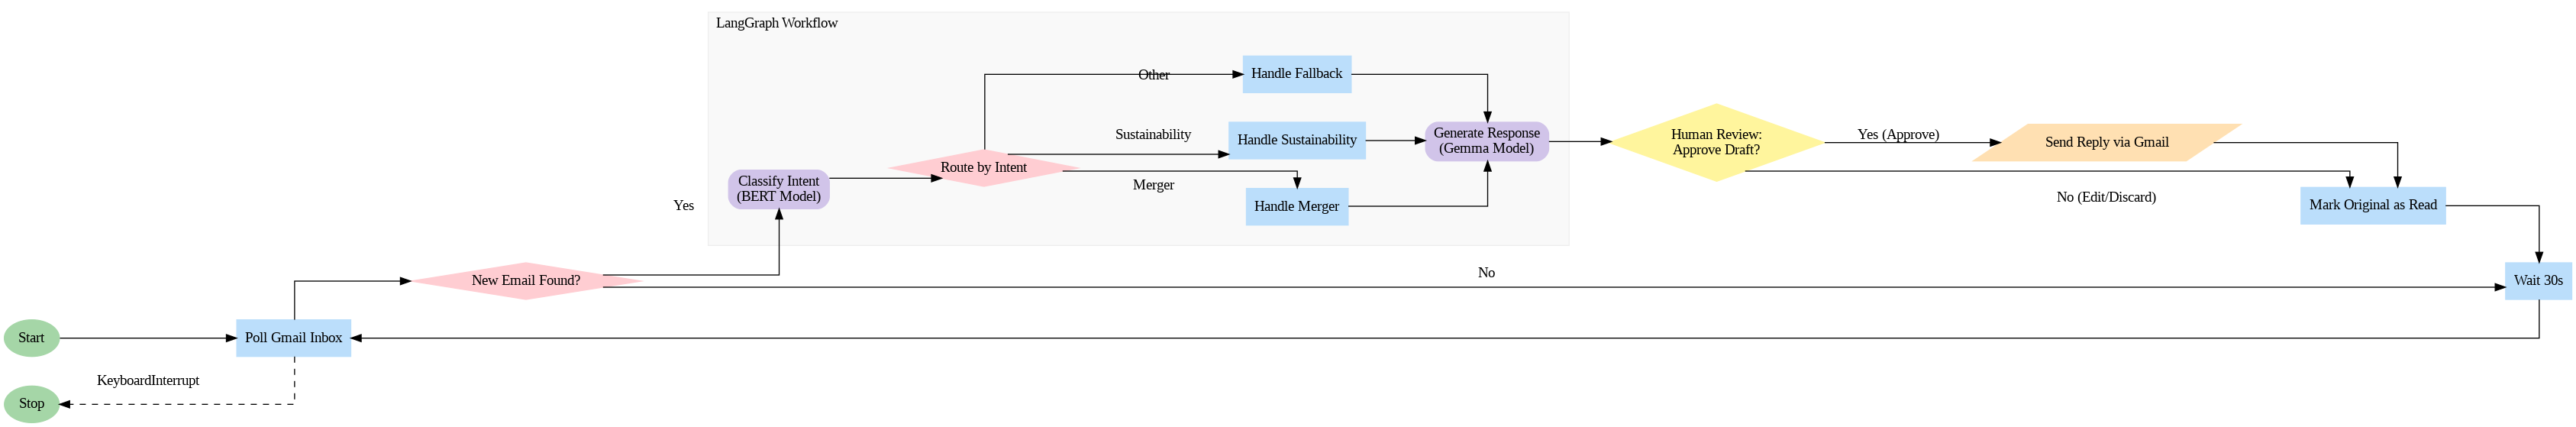 LangGraph Workflow
Other
Handle Fallback
Sustainability
Handle Sustainability
Generate Response
(Gemma Model)
Route by Intent
Classify Intent
(BERT Model)
Merger
Handle Merger
Human Review:
Approve Draft?
Yes (Approve)
Send Reply via Gmail
No (Edit/Discard)
Mark Original as Read
Yes
New Email Found?
No
Wait 30s
Start
Poll Gmail Inbox
KeyboardInterrupt
Stop